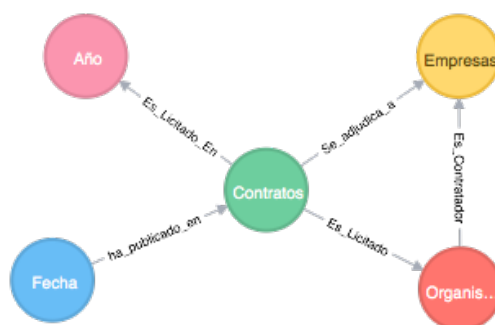 Año
Empresas
Es_Licitado_En
Se_adjudica_a
Es_Contratador
Contratos
ha_publicado_en
Es_Licitado
Fecha
Organis...